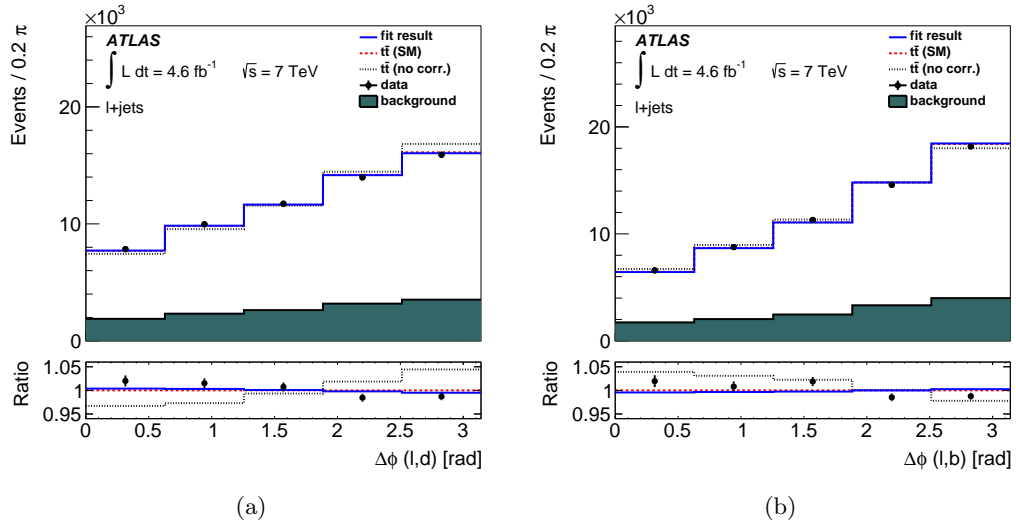 ×10³
Events / 0.2 π
ATLAS
∫ L dt = 4.6 fb⁻¹ √s = 7 TeV
l+jets
fit result
tt̄ (SM)
tt̄ (no corr.)
data
background
20
10
0
Ratio
1.05
1
0.95
0 0.5 1 1.5 2 2.5 3
Δϕ (l,d) [rad]
(a)
×10³
Events / 0.2 π
ATLAS
∫ L dt = 4.6 fb⁻¹ √s = 7 TeV
l+jets
fit result
tt̄ (SM)
tt̄ (no corr.)
data
background
20
10
0
Ratio
1.05
1
0.95
0 0.5 1 1.5 2 2.5 3
Δϕ (l,b) [rad]
(b)